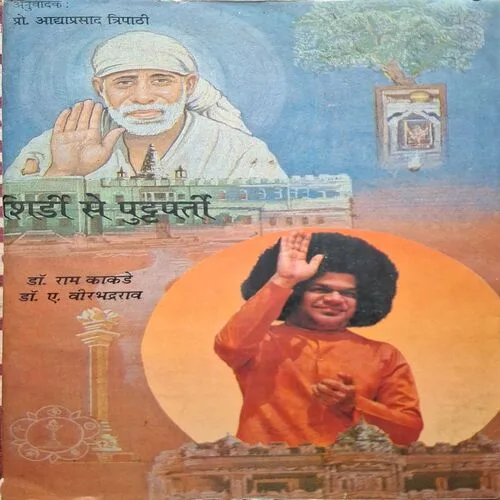 अनुवादक :
प्रो. आद्याप्रसाद त्रिपाठी
शिर्डी से पुट्टपर्ती
डॉ. राम काकडे
डॉ. ए. वीरभद्रराव